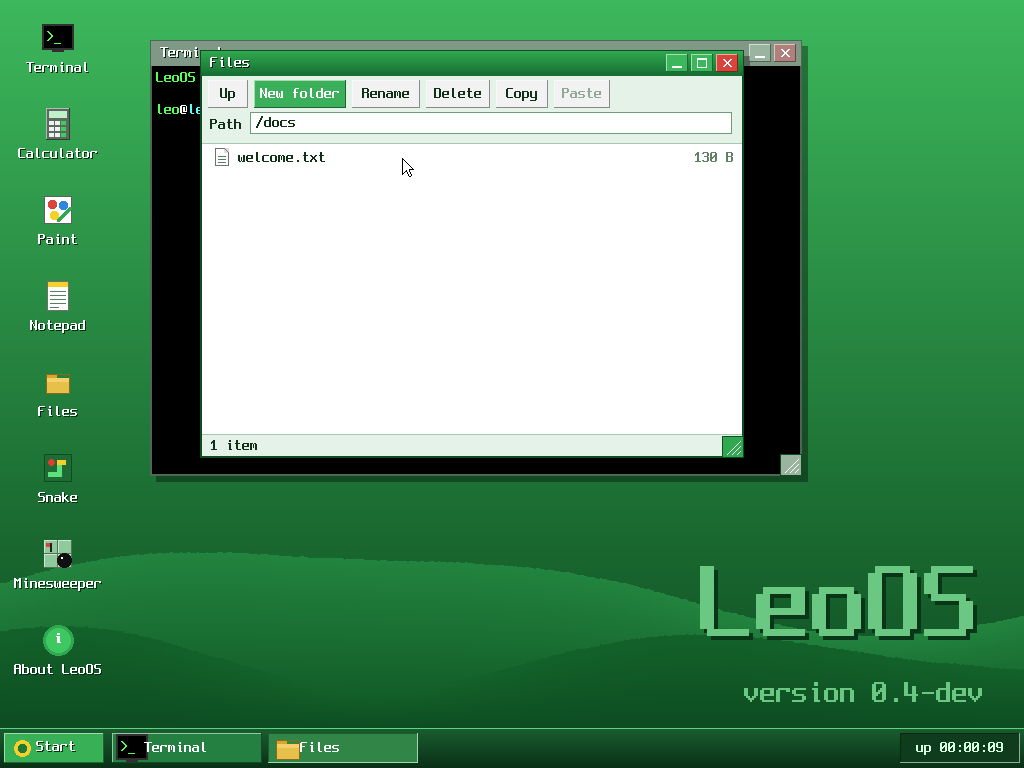 Terminal
Calculator
Paint
Notepad
Files
Snake
Minesweeper
About LeoOS
Termi
LeoOS
leo@le
Files
Up New folder Rename Delete Copy Paste
Path /docs
welcome.txt 130 B
1 item
LeoOS
version 0.4-dev
Start >_ Terminal Files up 00:00:09